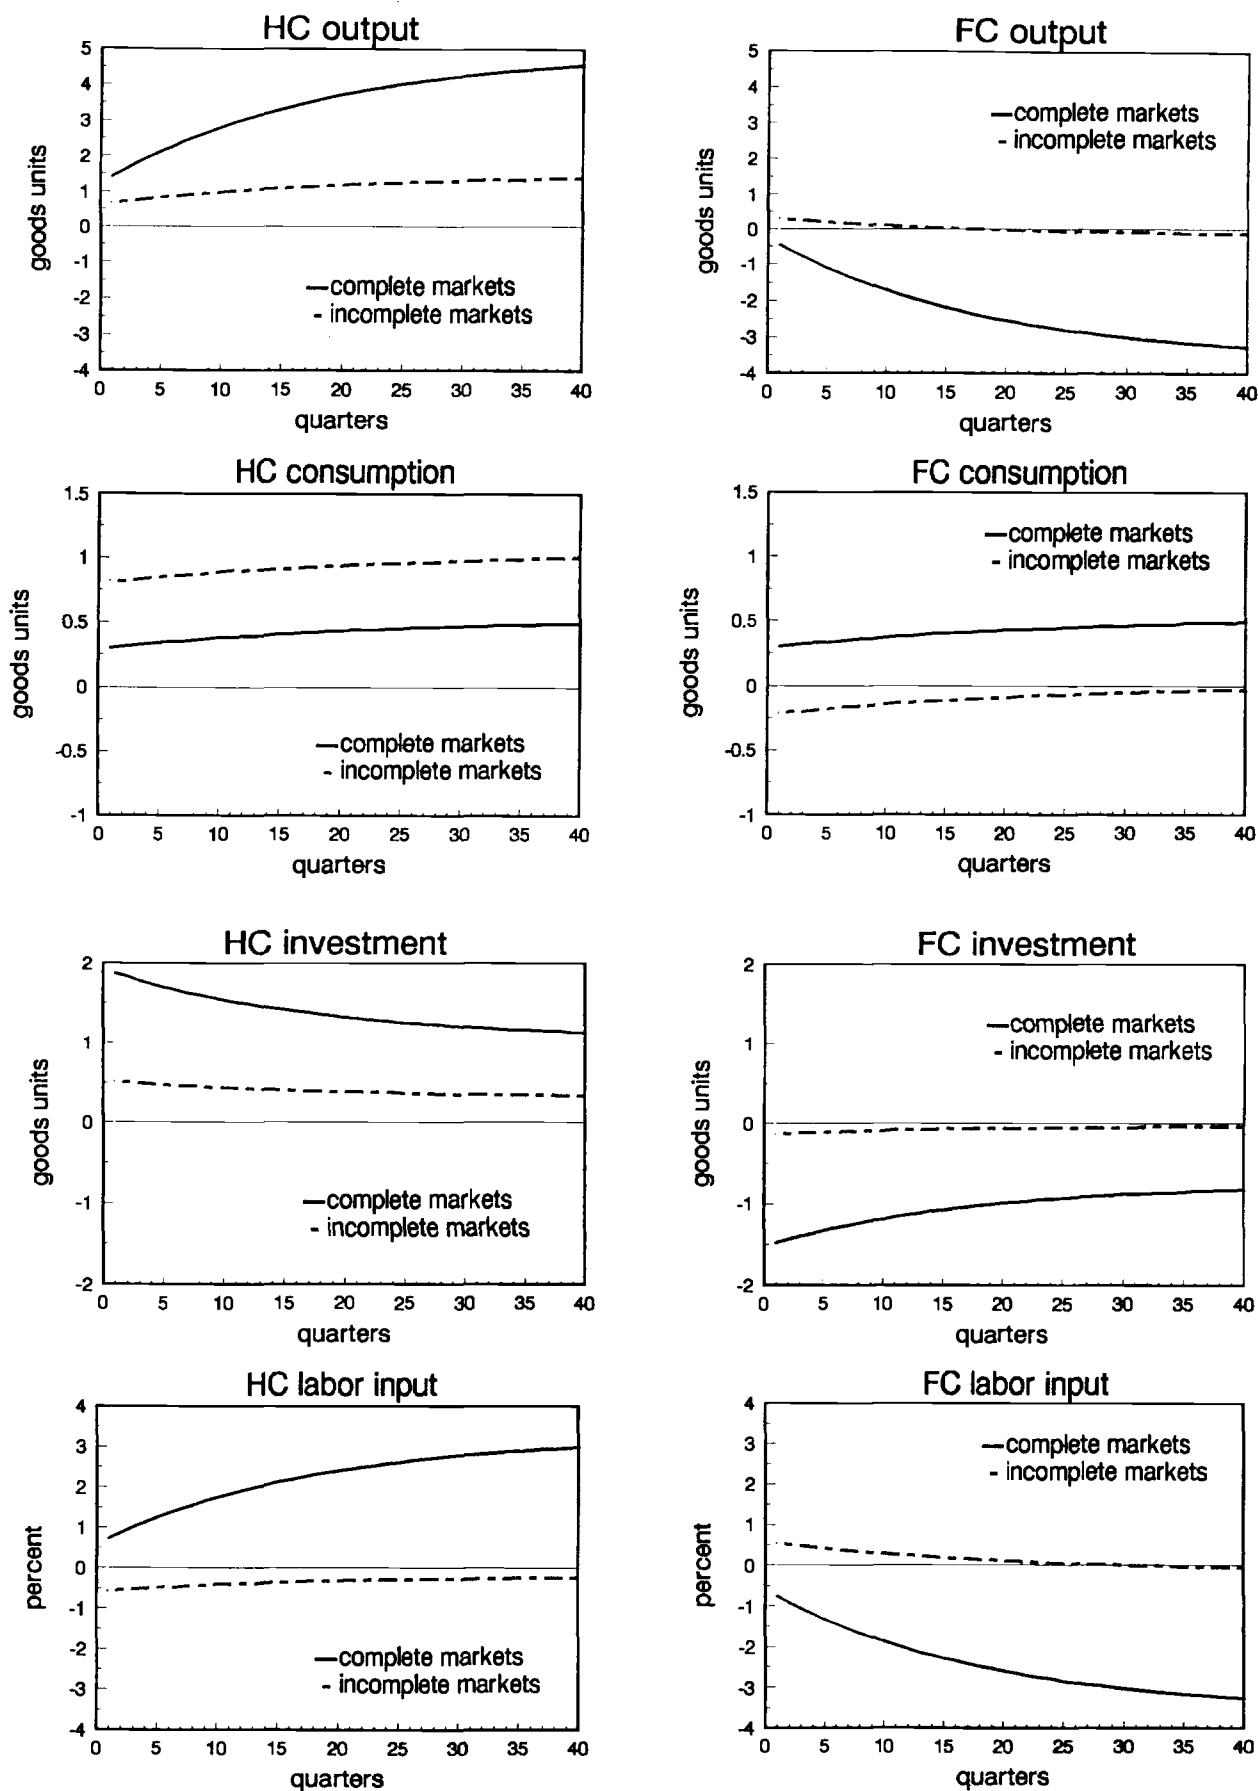 HC output
5
4
3
2
1
0
-1
-2
-3
-4
goods units
complete markets
incomplete markets
0 5 10 15 20 25 30 35 40
quarters
FC output
5
4
3
2
1
0
-1
-2
-3
-4
goods units
complete markets
incomplete markets
0 5 10 15 20 25 30 35 40
quarters
HC consumption
1.5
1
0.5
0
-0.5
-1
goods units
complete markets
incomplete markets
0 5 10 15 20 25 30 35 40
quarters
FC consumption
1.5
1
0.5
0
-0.5
-1
goods units
complete markets
incomplete markets
0 5 10 15 20 25 30 35 40
quarters
HC investment
2
1
0
-1
-2
goods units
complete markets
incomplete markets
0 5 10 15 20 25 30 35 40
quarters
FC investment
2
1
0
-1
-2
goods units
complete markets
incomplete markets
0 5 10 15 20 25 30 35 40
quarters
HC labor input
4
3
2
1
0
-1
-2
-3
-4
percent
complete markets
incomplete markets
0 5 10 15 20 25 30 35 40
quarters
FC labor input
4
3
2
1
0
-1
-2
-3
-4
percent
complete markets
incomplete markets
0 5 10 15 20 25 30 35 40
quarters